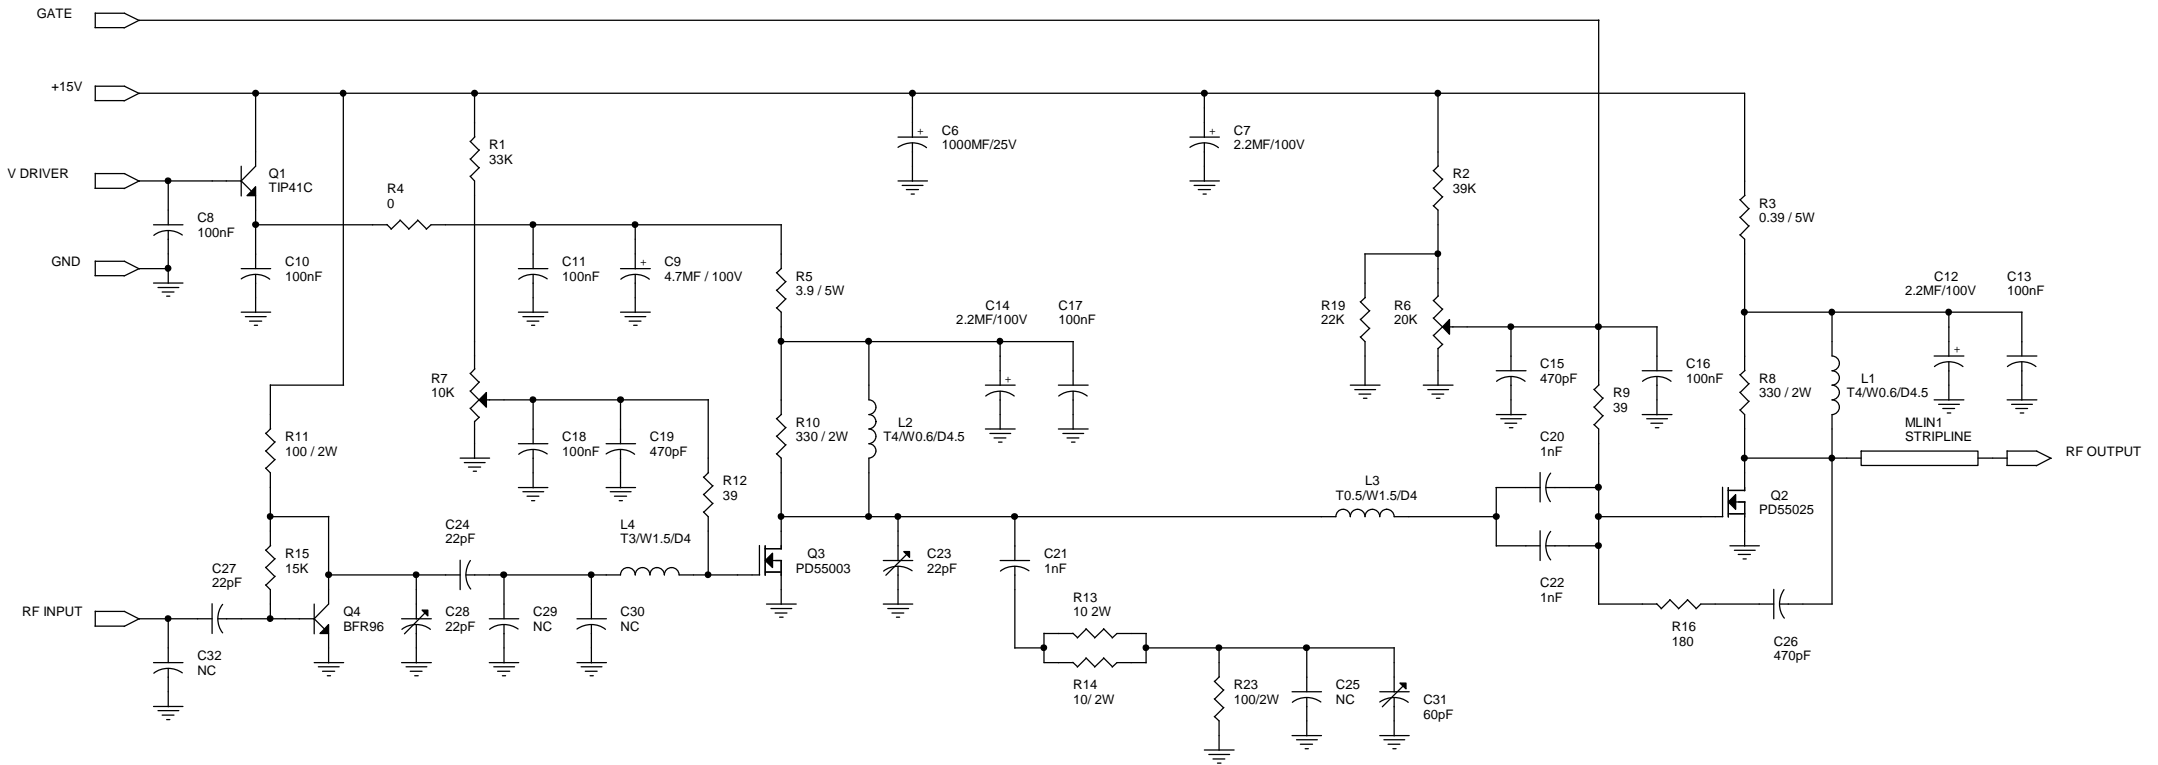 GATE
+15V
V DRIVER
GND
RF INPUT
Q1
TIP41C
C8
100nF
C10
100nF
R4
0
R1
33K
C11
100nF
+
C9
4.7MF / 100V
R5
3.9 / 5W
+
C6
1000MF/25V
+
C7
2.2MF/100V
R2
39K
R3
0.39 / 5W
R19
22K
R6
20K
C14
2.2MF/100V
+
C17
100nF
C12
2.2MF/100V
+
C13
100nF
C15
470pF
C16
100nF
R9
39
R8
330 / 2W
L1
T4/W0.6/D4.5
MLIN1
STRIPLINE
RF OUTPUT
R7
10K
C18
100nF
C19
470pF
R10
330 / 2W
L2
T4/W0.6/D4.5
R11
100 / 2W
R12
39
C20
1nF
L3
T0.5/W1.5/D4
Q2
PD55025
C24
22pF
L4
T3/W1.5/D4
R15
15K
C27
22pF
Q3
PD55003
C23
22pF
C21
1nF
C22
1nF
Q4
BFR96
C28
22pF
C29
NC
C30
NC
R13
10 2W
R16
180
C26
470pF
C32
NC
R14
10/ 2W
R23
100/2W
C25
NC
C31
60pF